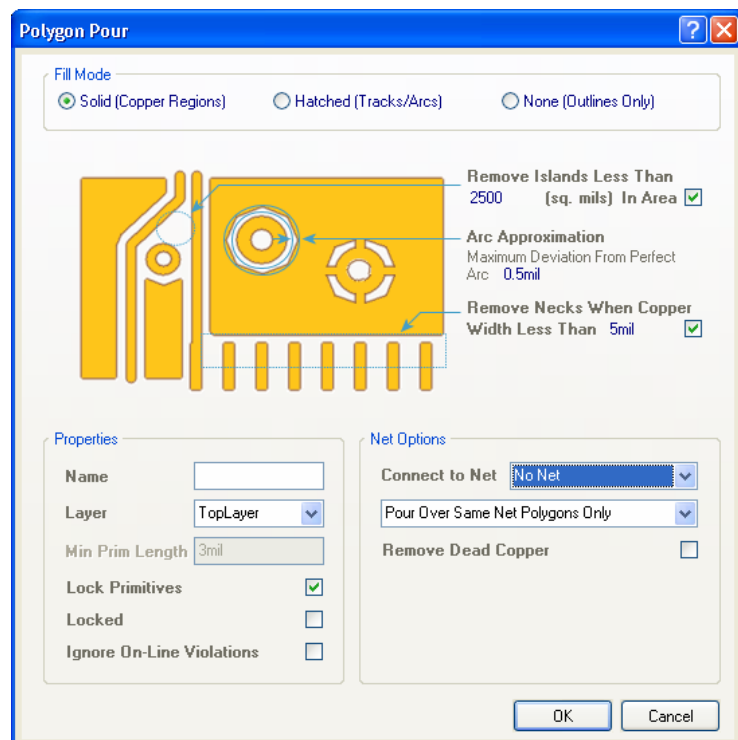 Polygon Pour
Fill Mode
Solid (Copper Regions) Hatched (Tracks/Arcs) None (Outlines Only)
Remove Islands Less Than
2500 (sq. mils) In Area
Arc Approximation
Maximum Deviation From Perfect
Arc 0.5mil
Remove Necks When Copper
Width Less Than 5mil
Properties
Name
Layer TopLayer
Min Prim Length 3mil
Lock Primitives
Locked
Ignore On-Line Violations
Net Options
Connect to Net No Net
Pour Over Same Net Polygons Only
Remove Dead Copper
OK Cancel